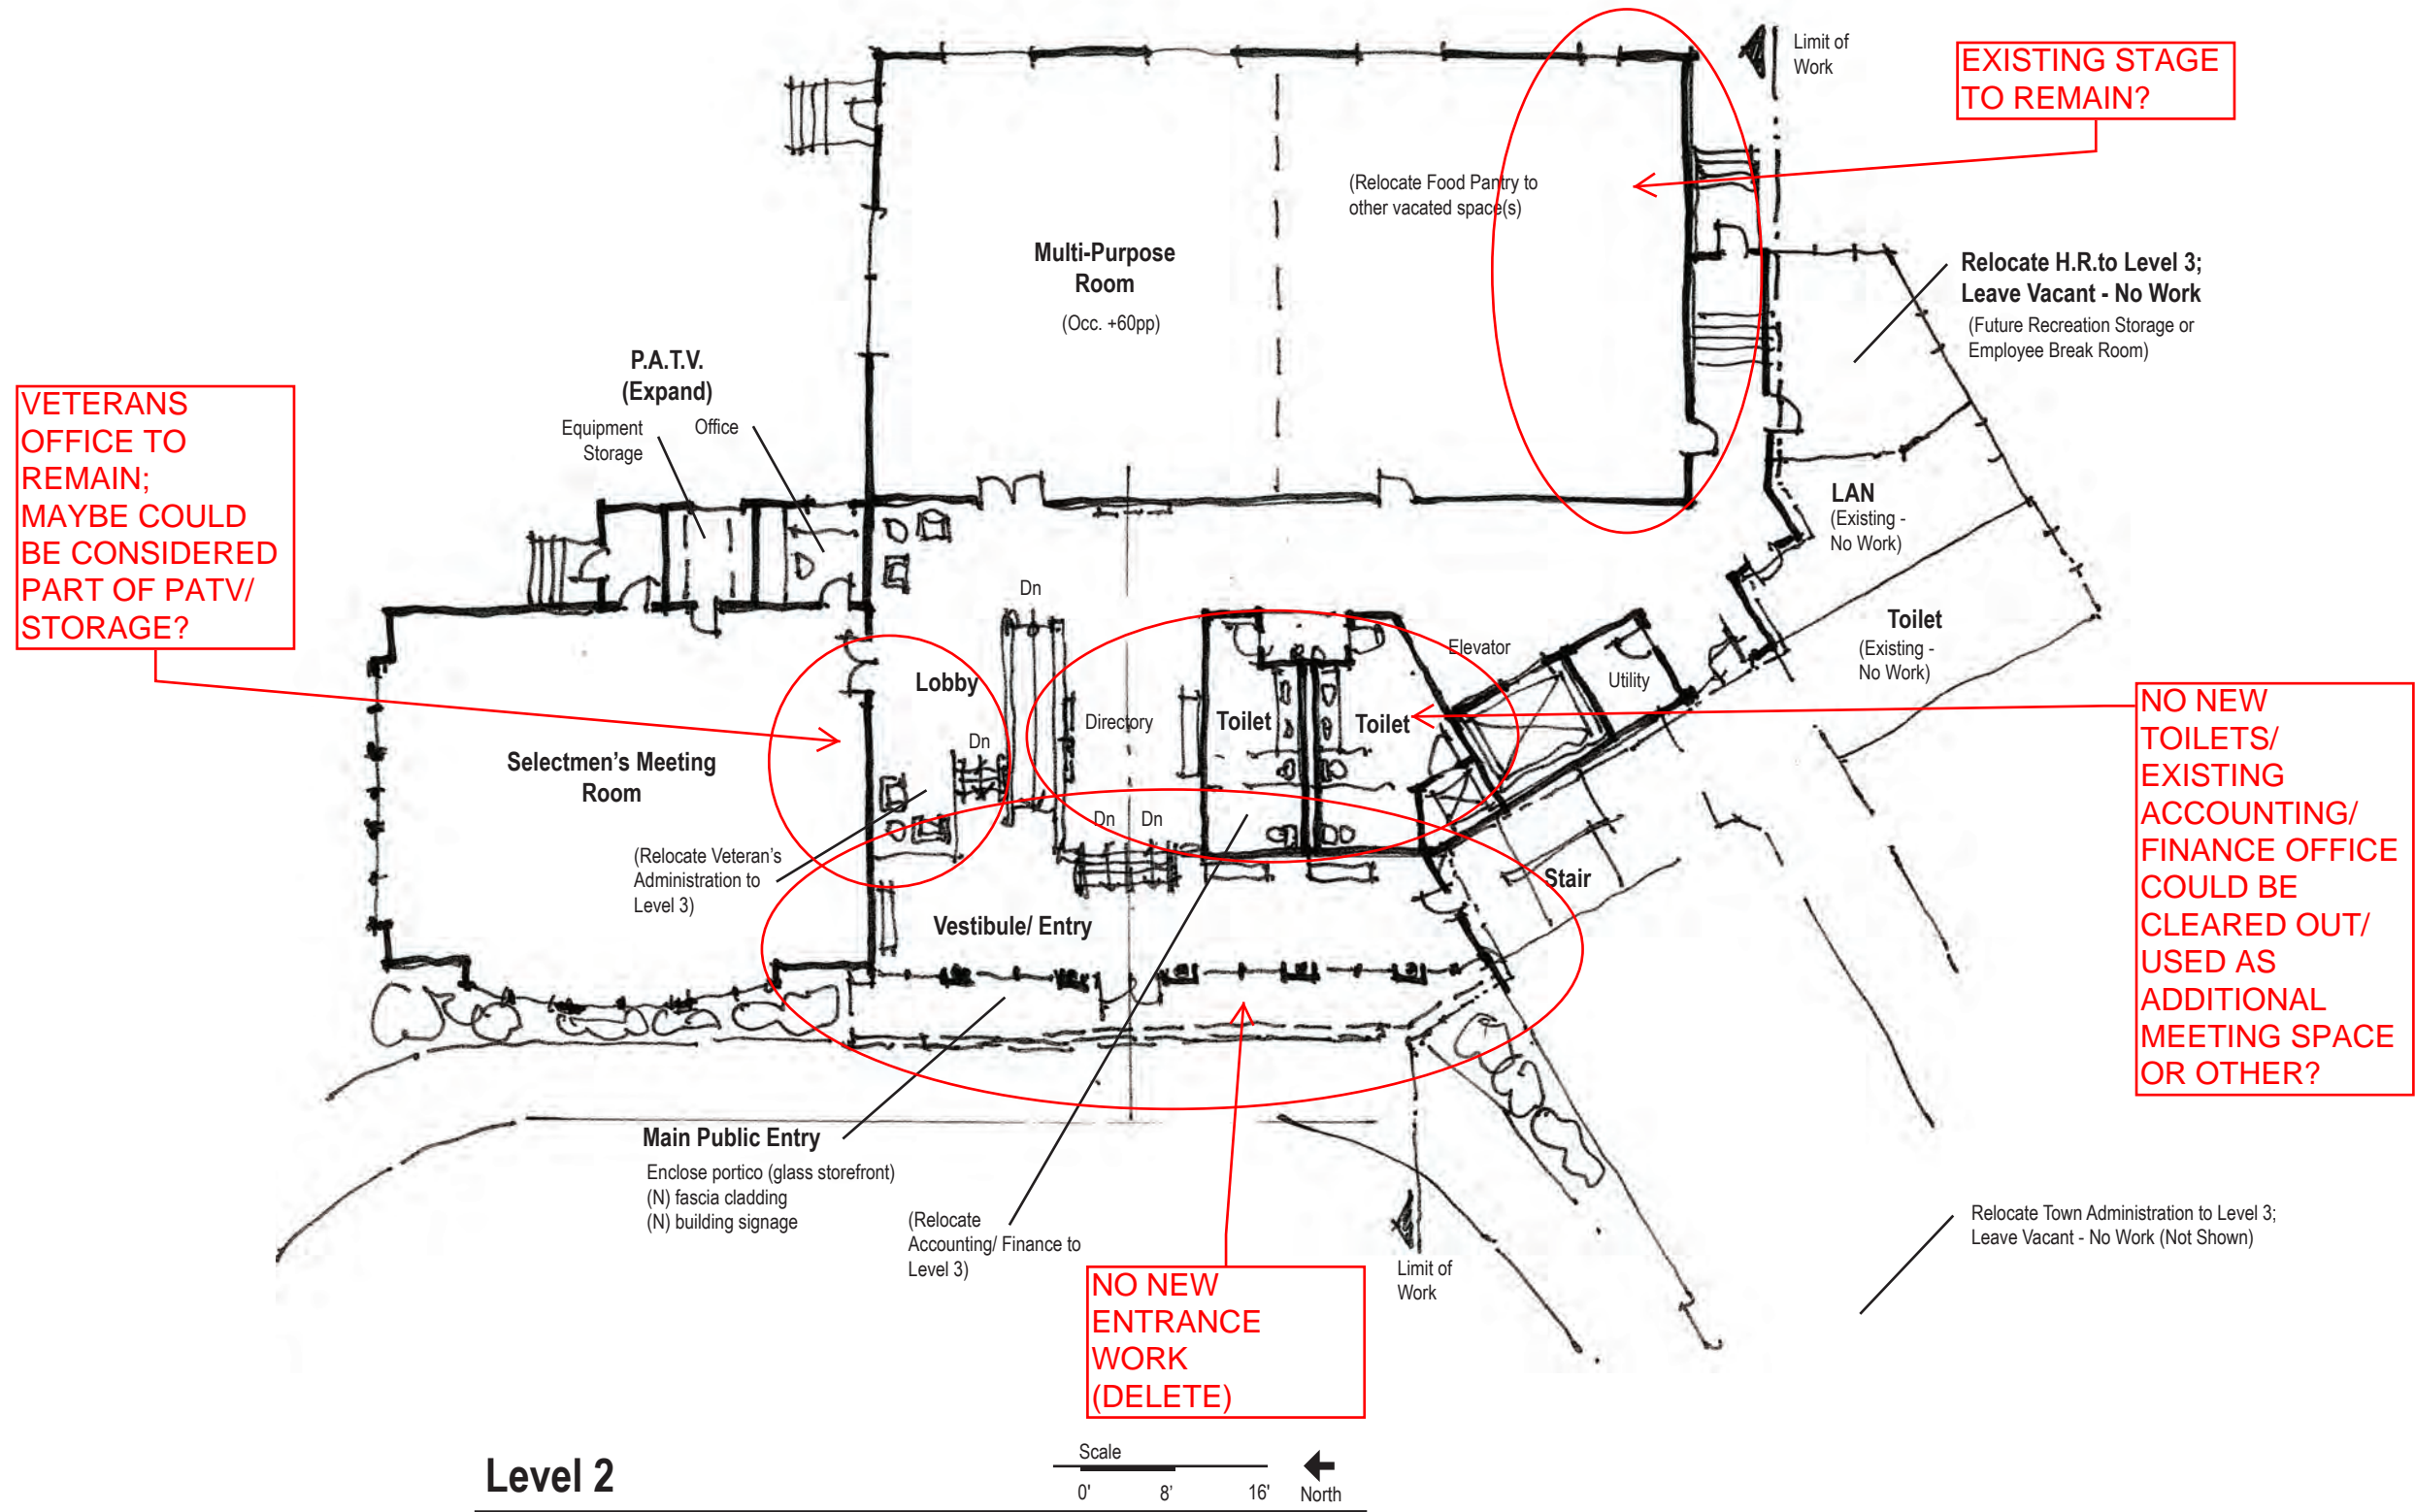 Limit of
Work
EXISTING STAGE
TO REMAIN?
(Relocate Food Pantry to
other vacated space(s)
Multi-Purpose
Room
(Occ. +60pp)
Relocate H.R.to Level 3;
Leave Vacant - No Work
(Future Recreation Storage or
Employee Break Room)
P.A.T.V.
(Expand)
Equipment
Storage
Office
VETERANS
OFFICE TO
REMAIN;
MAYBE COULD
BE CONSIDERED
PART OF PATV/
STORAGE?
LAN
(Existing -
No Work)
Toilet
(Existing -
No Work)
Dn
Elevator
Utility
Lobby
Directory
Toilet
Toilet
Dn
Selectmen's Meeting
Room
NO NEW
TOILETS/
EXISTING
ACCOUNTING/
FINANCE OFFICE
COULD BE
CLEARED OUT/
USED AS
ADDITIONAL
MEETING SPACE
OR OTHER?
Dn
Dn
(Relocate Veteran's
Administration to
Level 3)
Stair
Vestibule/ Entry
Main Public Entry
Enclose portico (glass storefront)
(N) fascia cladding
(N) building signage
(Relocate
Accounting/ Finance to
Level 3)
NO NEW
ENTRANCE
WORK
(DELETE)
Limit of
Work
Relocate Town Administration to Level 3;
Leave Vacant - No Work (Not Shown)
Level 2
Scale
0'
8'
16'
North